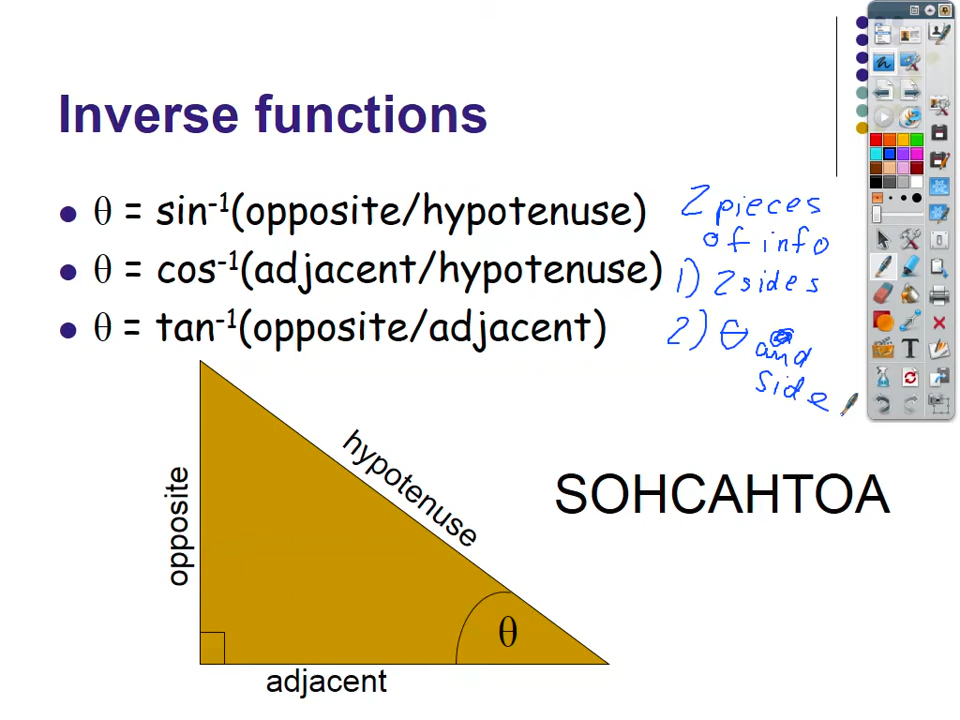 Inverse functions
θ = sin-1(opposite/hypotenuse)
θ = cos-1(adjacent/hypotenuse)
θ = tan-1(opposite/adjacent)
2 pieces
of info
1) 2 sides
2) θ and
side
opposite
hypotenuse
θ
adjacent
SOHCAHTOA
T